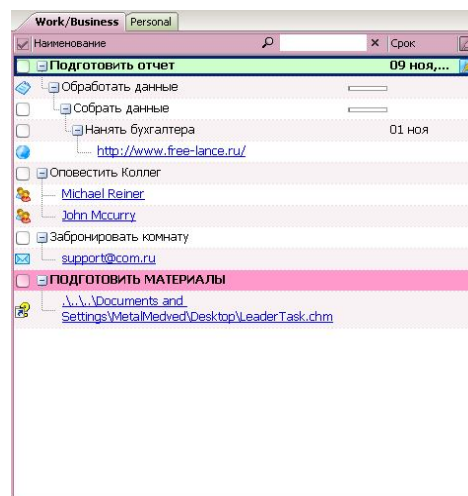 Work/Business Personal
Наименование Срок
Подготовить отчет 09 ноя,...
Обработать данные
Собрать данные
Нанять бухгалтера 01 ноя
http://www.free-lance.ru/
Оповестить Коллег
Michael Reiner
John Mccurry
Забронировать комнату
support@com.ru
ПОДГОТОВИТЬ МАТЕРИАЛЫ
.\..\..\Documents and
Settings\MetalMedved\Desktop\LeaderTask.chm